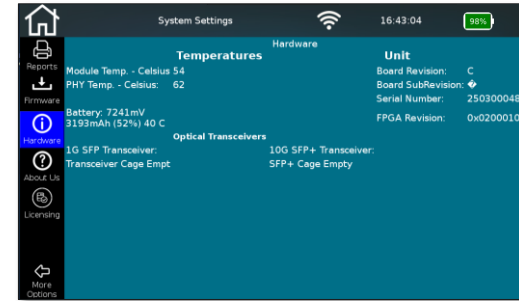 System Settings 16:43:04 98%
Hardware
Reports
Firmware
Hardware
About Us
Licensing
More
Options
Temperatures
Module Temp. - Celsius 54
PHY Temp. - Celsius: 62
Battery: 7241mV
3193mAh (52%) 40 C
Unit
Board Revision: C
Board SubRevision: �
Serial Number: 250300048
FPGA Revision: 0x0200010
Optical Transceivers
1G SFP Transceiver:
Transceiver Cage Empt
10G SFP+ Transceiver:
SFP+ Cage Empty